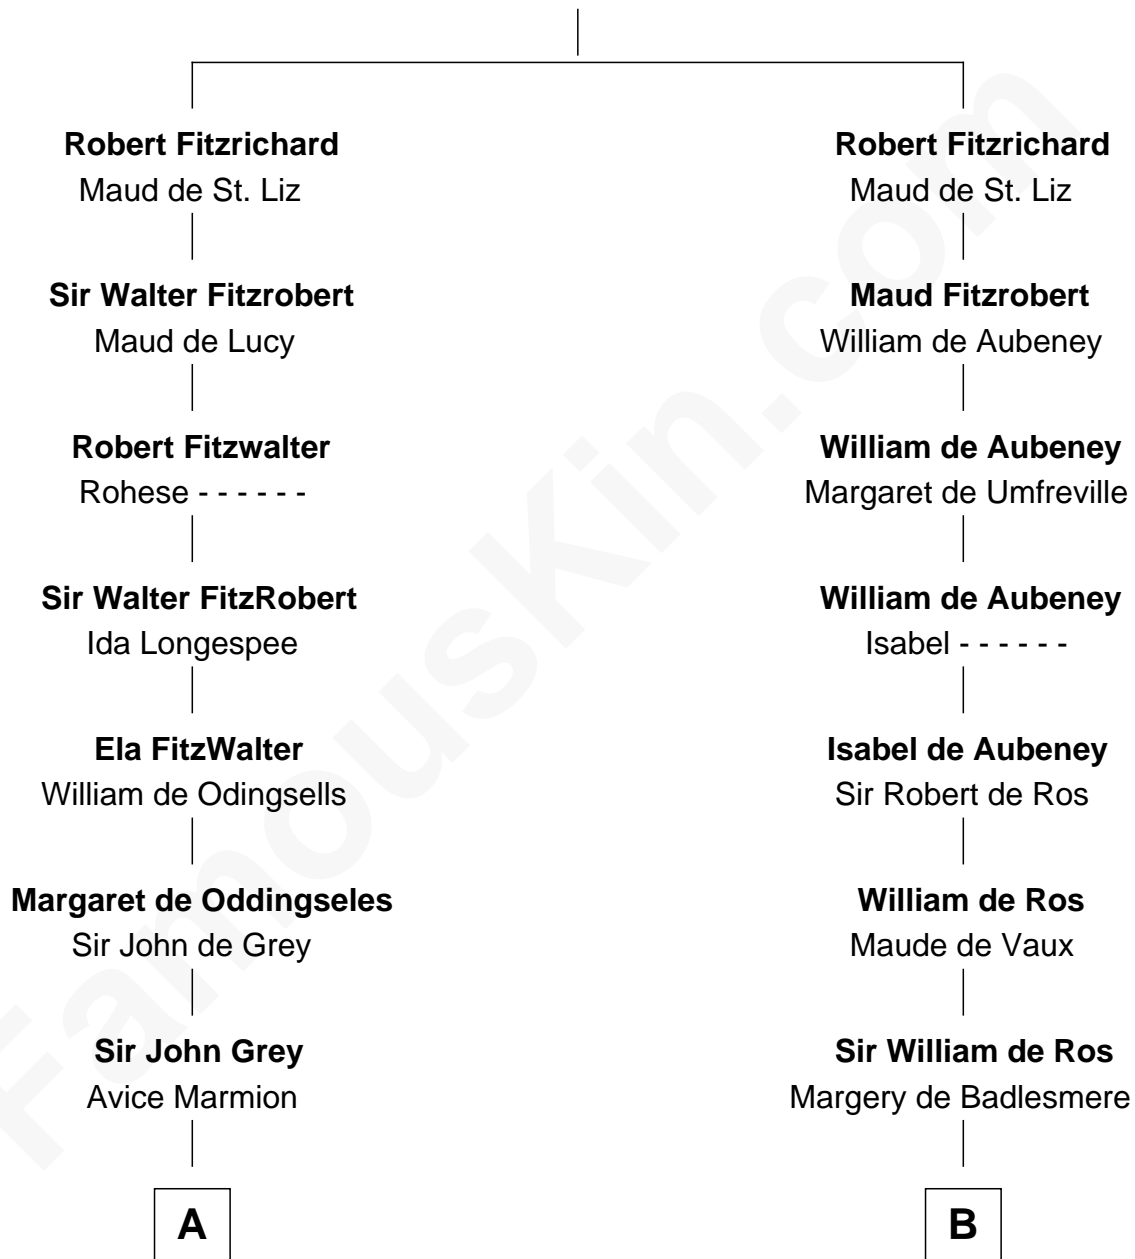 Robert Fitzrichard
Maud de St. Liz
Sir Walter Fitzrobert
Maud de Lucy
Robert Fitzwalter
Rohese - - - - - -
Sir Walter FitzRobert
Ida Longespee
Ela FitzWalter
William de Odingsells
Margaret de Oddingseles
Sir John de Grey
Sir John Grey
Avice Marmion
A
Robert Fitzrichard
Maud de St. Liz
Maud Fitzrobert
William de Aubeney
William de Aubeney
Margaret de Umfreville
William de Aubeney
Isabel - - - - - -
Isabel de Aubeney
Sir Robert de Ros
William de Ros
Maude de Vaux
Sir William de Ros
Margery de Badlesmere
B
FamousKin.com